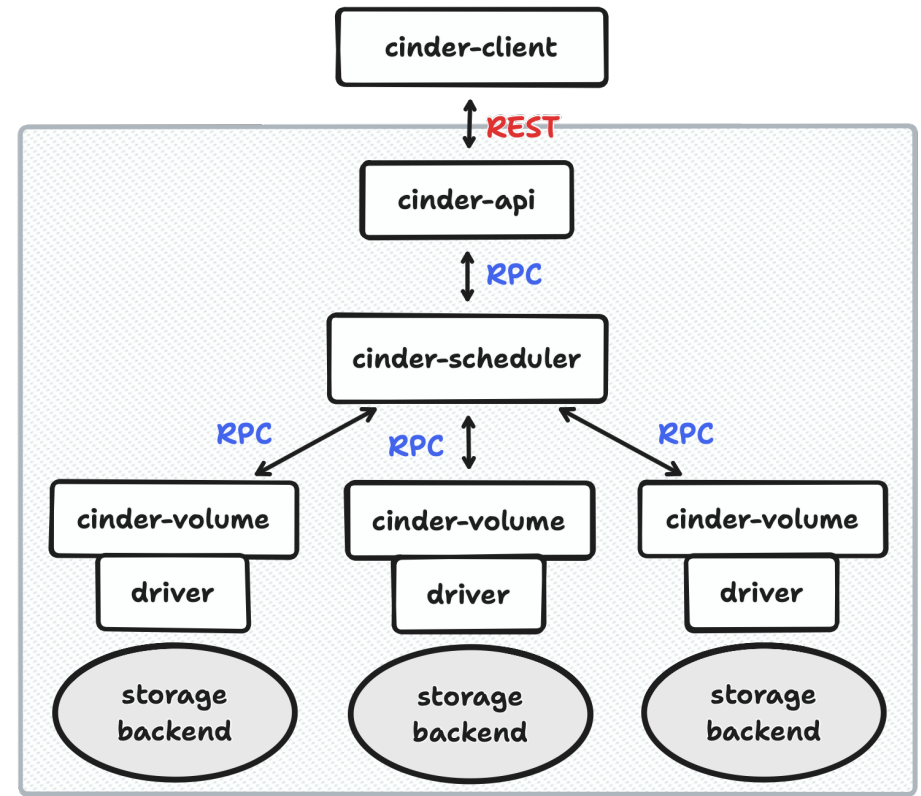 cinder-client
REST
cinder-api
RPC
cinder-scheduler
RPC
RPC
RPC
cinder-volume
cinder-volume
cinder-volume
driver
driver
driver
storage
backend
storage
backend
storage
backend